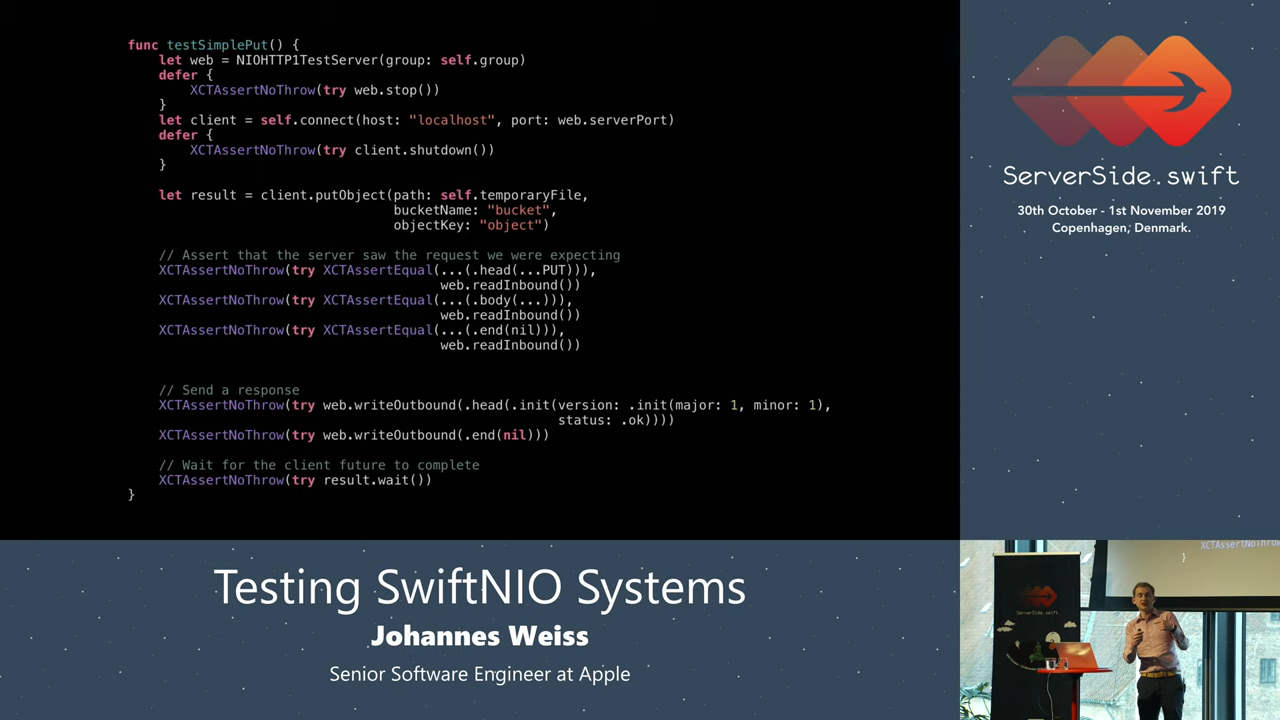 func testSimplePut() {
    let web = NIOHTTP1TestServer(group: self.group)
    defer {
        XCTAssertNoThrow(try web.stop())
    }
    let client = self.connect(host: "localhost", port: web.serverPort)
    defer {
        XCTAssertNoThrow(try client.shutdown())
    }
    let result = client.putObject(path: self.temporaryFile,
                                  bucketName: "bucket",
                                  objectKey: "object")
    // Assert that the server saw the request we were expecting
    XCTAssertNoThrow(try XCTAssertEqual(...(.head(...PUT))),
                                        web.readInbound())
    XCTAssertNoThrow(try XCTAssertEqual(...(.body(...))),
                                        web.readInbound())
    XCTAssertNoThrow(try XCTAssertEqual(...(.end(nil))),
                                        web.readInbound())
    // Send a response
    XCTAssertNoThrow(try web.writeOutbound(.head(.init(version: .init(major: 1, minor: 1),
                                                       status: .ok))))
    XCTAssertNoThrow(try web.writeOutbound(.end(nil)))
    // Wait for the client future to complete
    XCTAssertNoThrow(try result.wait())
}
ServerSide.swift
30th October - 1st November 2019
Copenhagen, Denmark.
Testing SwiftNIO Systems
Johannes Weiss
Senior Software Engineer at Apple
XCTAssertNoThrow
}
ServerSide.swift